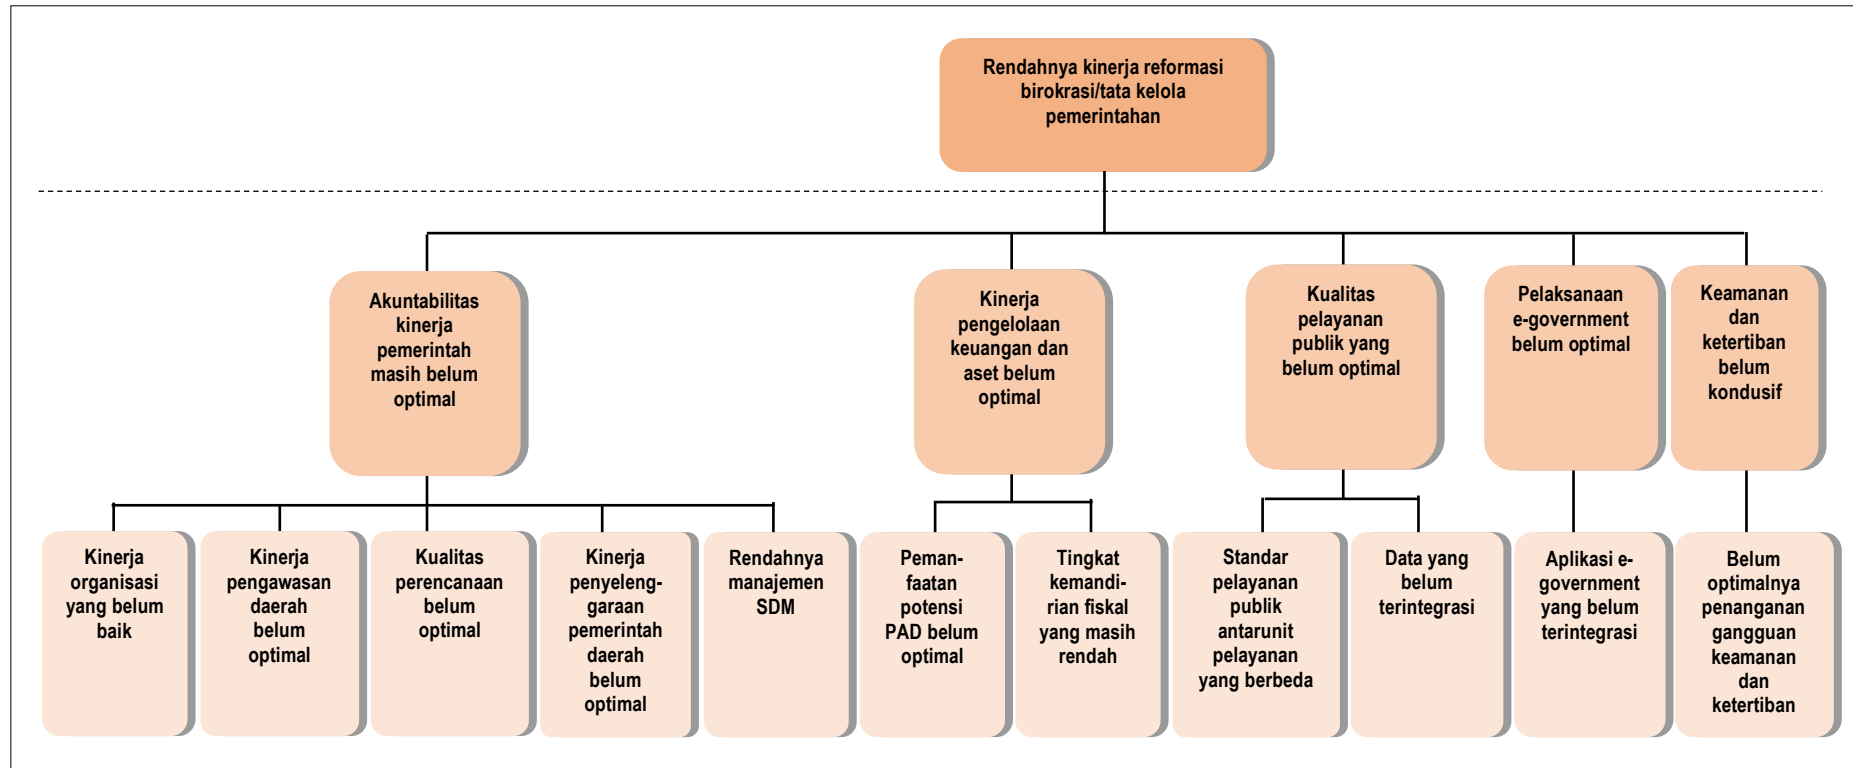 Rendahnya kinerja reformasi
birokrasi/tata kelola
pemerintahan
Akuntabilitas
kinerja
pemerintah
masih belum
optimal
Kinerja
pengelolaan
keuangan dan
aset belum
optimal
Kualitas
pelayanan
publik yang
belum optimal
Pelaksanaan
e-government
belum optimal
Keamanan
dan
ketertiban
belum
kondusif
Kinerja
organisasi
yang belum
baik
Kinerja
pengawasan
daerah
belum
optimal
Kualitas
perencanaan
belum
optimal
Kinerja
penyeleng-
garaan
pemerintah
daerah
belum
optimal
Rendahnya
manajemen
SDM
Peman-
faatan
potensi
PAD belum
optimal
Tingkat
kemandi-
rian fiskal
yang masih
rendah
Standar
pelayanan
publik
antarunit
pelayanan
yang berbeda
Data yang
belum
terintegrasi
Aplikasi e-
government
yang belum
terintegrasi
Belum
optimalnya
penanganan
gangguan
keamanan
dan
ketertiban